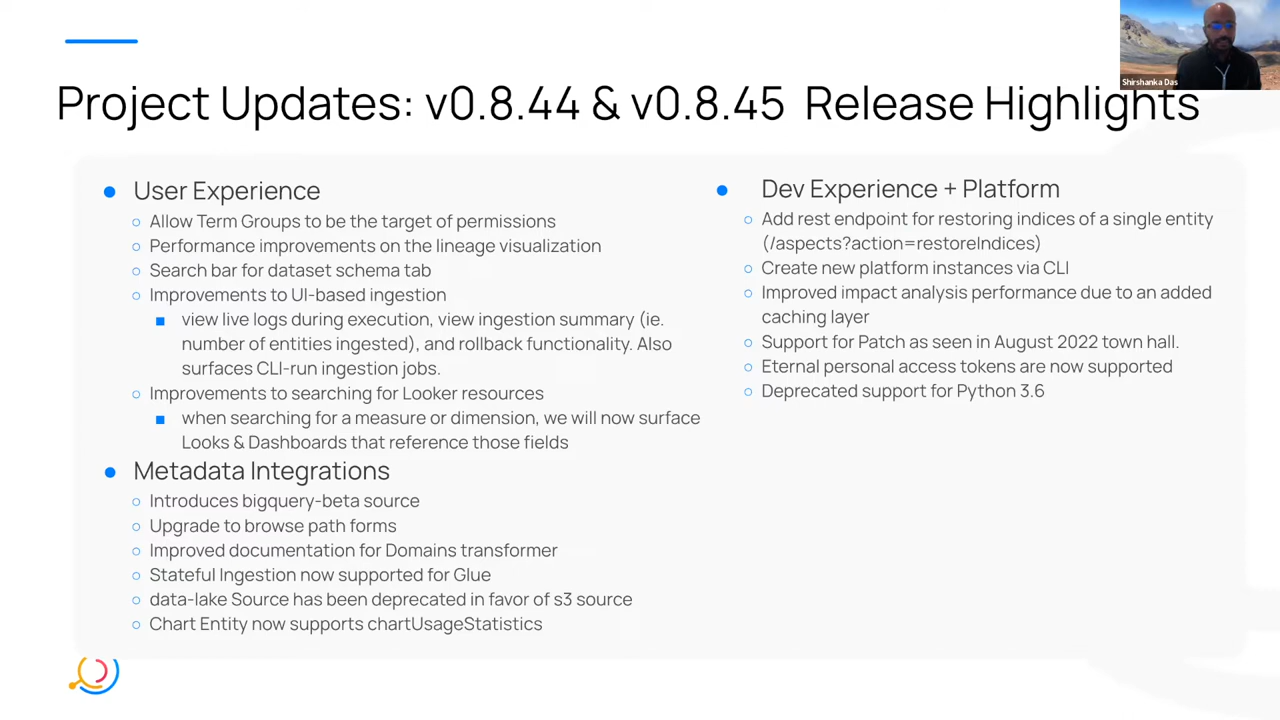 Shirshanka Das
Project Updates: v0.8.44 & v0.8.45 Release Highlights
User Experience
Allow Term Groups to be the target of permissions
Performance improvements on the lineage visualization
Search bar for dataset schema tab
Improvements to UI-based ingestion
view live logs during execution, view ingestion summary (ie.
number of entities ingested), and rollback functionality. Also
surfaces CLI-run ingestion jobs.
Improvements to searching for Looker resources
when searching for a measure or dimension, we will now surface
Looks & Dashboards that reference those fields
Metadata Integrations
Introduces bigquery-beta source
Upgrade to browse path forms
Improved documentation for Domains transformer
Stateful Ingestion now supported for Glue
data-lake Source has been deprecated in favor of s3 source
Chart Entity now supports chartUsageStatistics
Dev Experience + Platform
Add rest endpoint for restoring indices of a single entity
(/aspects?action=restoreIndices)
Create new platform instances via CLI
Improved impact analysis performance due to an added
caching layer
Support for Patch as seen in August 2022 town hall.
Eternal personal access tokens are now supported
Deprecated support for Python 3.6